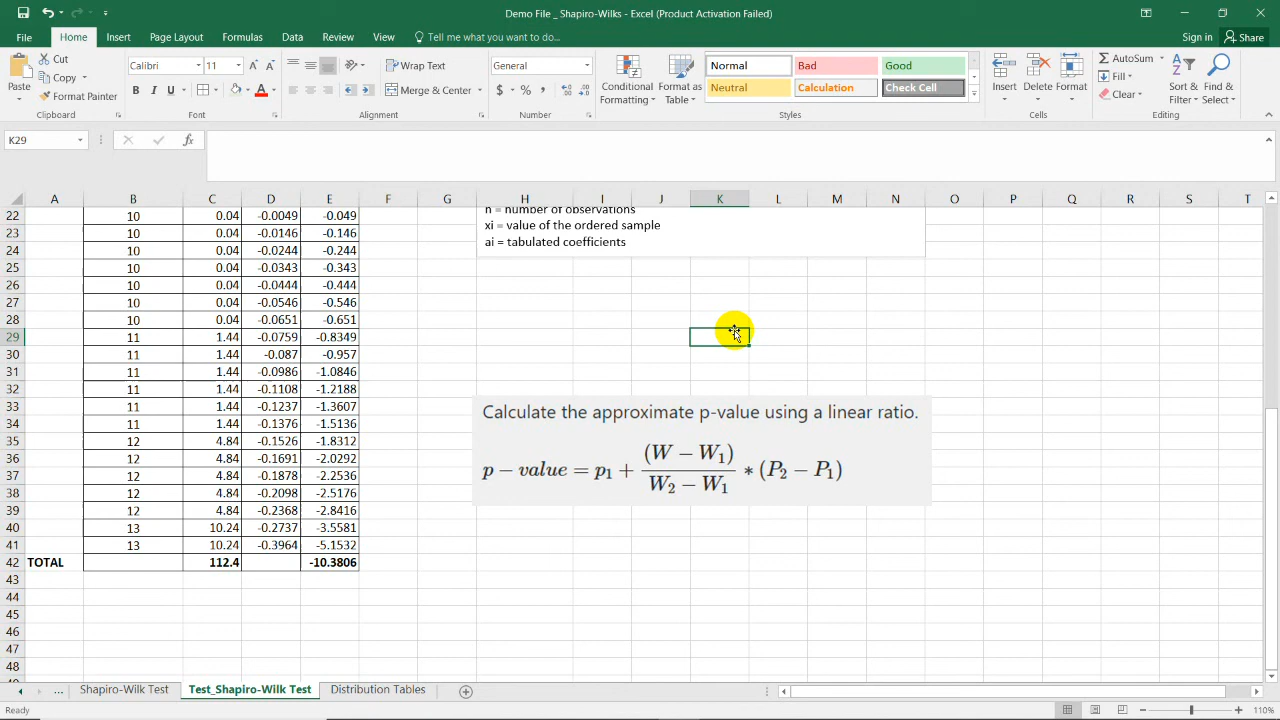 Demo File _ Shapiro-Wilks - Excel (Product Activation Failed)
File Home Insert Page Layout Formulas Data Review View Tell me what you want to do... Sign in Share
Paste
Cut
Copy
Format Painter
Calibri 11
B I U
Wrap Text
Merge & Center
General
$ % ,
Conditional Formatting
Format as Table
Normal Bad Good
Neutral Calculation Check Cell
Insert Delete Format
AutoSum
Fill
Clear
Sort & Filter
Find & Select
Clipboard Font Alignment Number Styles Cells Editing
K29 fx
A B C D E F G H I J K L M N O P Q R S T
22 10 0.04 -0.0049 -0.049
23 10 0.04 -0.0146 -0.146
24 10 0.04 -0.0244 -0.244
25 10 0.04 -0.0343 -0.343
26 10 0.04 -0.0444 -0.444
27 10 0.04 -0.0546 -0.546
28 10 0.04 -0.0651 -0.651
29 11 1.44 -0.0759 -0.8349
30 11 1.44 -0.087 -0.957
31 11 1.44 -0.0986 -1.0846
32 11 1.44 -0.1108 -1.2188
33 11 1.44 -0.1237 -1.3607
34 11 1.44 -0.1376 -1.5136
35 12 4.84 -0.1526 -1.8312
36 12 4.84 -0.1691 -2.0292
37 12 4.84 -0.1878 -2.2536
38 12 4.84 -0.2098 -2.5176
39 12 4.84 -0.2368 -2.8416
40 13 10.24 -0.2737 -3.5581
41 13 10.24 -0.3964 -5.1532
42 TOTAL 112.4 -10.3806
43
44
45
46
47
48
n = number of observations
xi = value of the ordered sample
ai = tabulated coefficients
Calculate the approximate p-value using a linear ratio.
p − value = p₁ + (W − W₁) / W₂ − W₁ * (P₂ − P₁)
... Shapiro-Wilk Test Test_Shapiro-Wilk Test Distribution Tables
Ready 110%